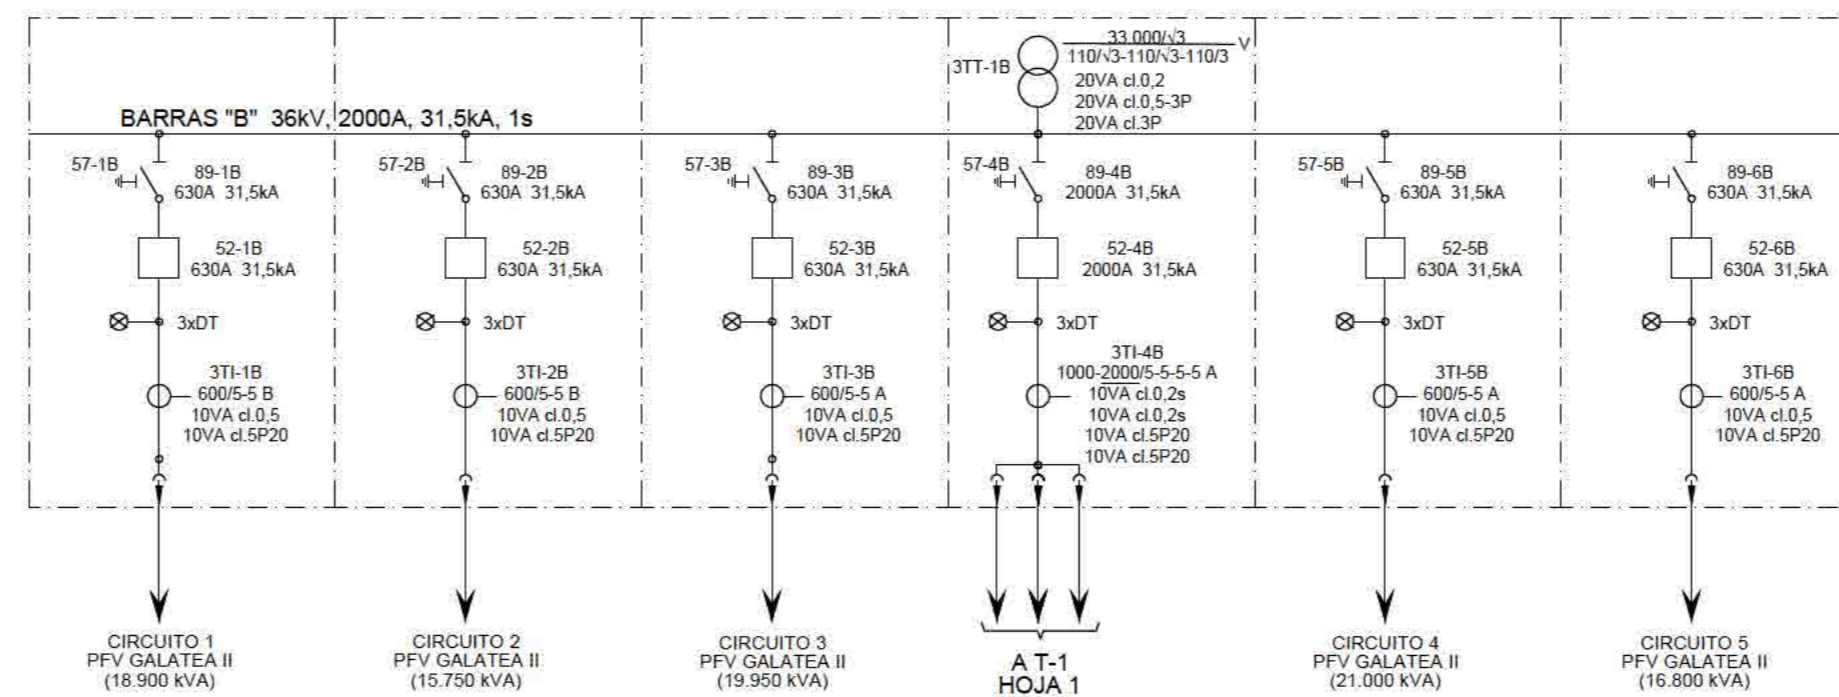 33.000/√3
110/√3-110/√3-110/3
V
3TT-1B
20VA cl.0,2
20VA cl.0,5-3P
20VA cl.3P
BARRAS "B" 36kV, 2000A, 31,5kA, 1s
57-1B
89-1B
630A 31,5kA
52-1B
630A 31,5kA
3xDT
3TI-1B
600/5-5 B
10VA cl.0,5
10VA cl.5P20
CIRCUITO 1
PFV GALATEA II
(18.900 kVA)
57-2B
89-2B
630A 31,5kA
52-2B
630A 31,5kA
3xDT
3TI-2B
600/5-5 B
10VA cl.0,5
10VA cl.5P20
CIRCUITO 2
PFV GALATEA II
(15.750 kVA)
57-3B
89-3B
630A 31,5kA
52-3B
630A 31,5kA
3xDT
3TI-3B
600/5-5 A
10VA cl.0,5
10VA cl.5P20
CIRCUITO 3
PFV GALATEA II
(19.950 kVA)
57-4B
89-4B
2000A 31,5kA
52-4B
2000A 31,5kA
3xDT
3TI-4B
1000-2000/5-5-5-5 A
10VA cl.0,2s
10VA cl.0,2s
10VA cl.5P20
10VA cl.5P20
A T-1
HOJA 1
57-5B
89-5B
630A 31,5kA
52-5B
630A 31,5kA
3xDT
3TI-5B
600/5-5 A
10VA cl.0,5
10VA cl.5P20
CIRCUITO 4
PFV GALATEA II
(21.000 kVA)
89-6B
630A 31,5kA
52-6B
630A 31,5kA
3xDT
3TI-6B
600/5-5 A
10VA cl.0,5
10VA cl.5P20
CIRCUITO 5
PFV GALATEA II
(16.800 kVA)